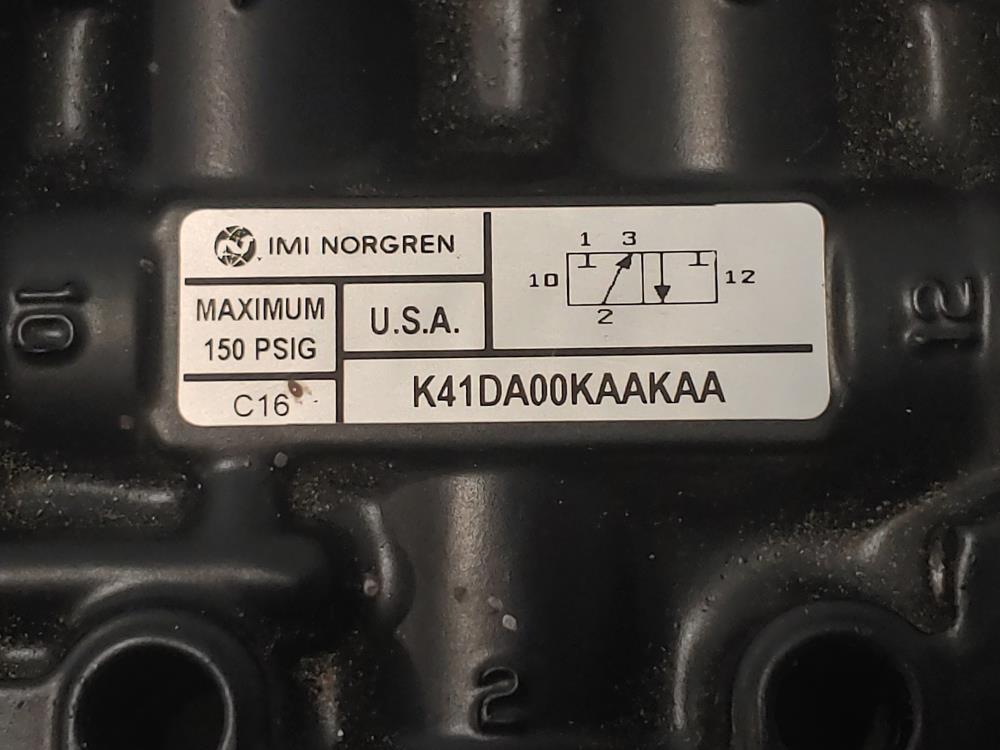 IMI NORGREN
MAXIMUM
150 PSIG
U.S.A.
C16
K41DA00KAAKAA
1 3
10 12
2
10
12
2